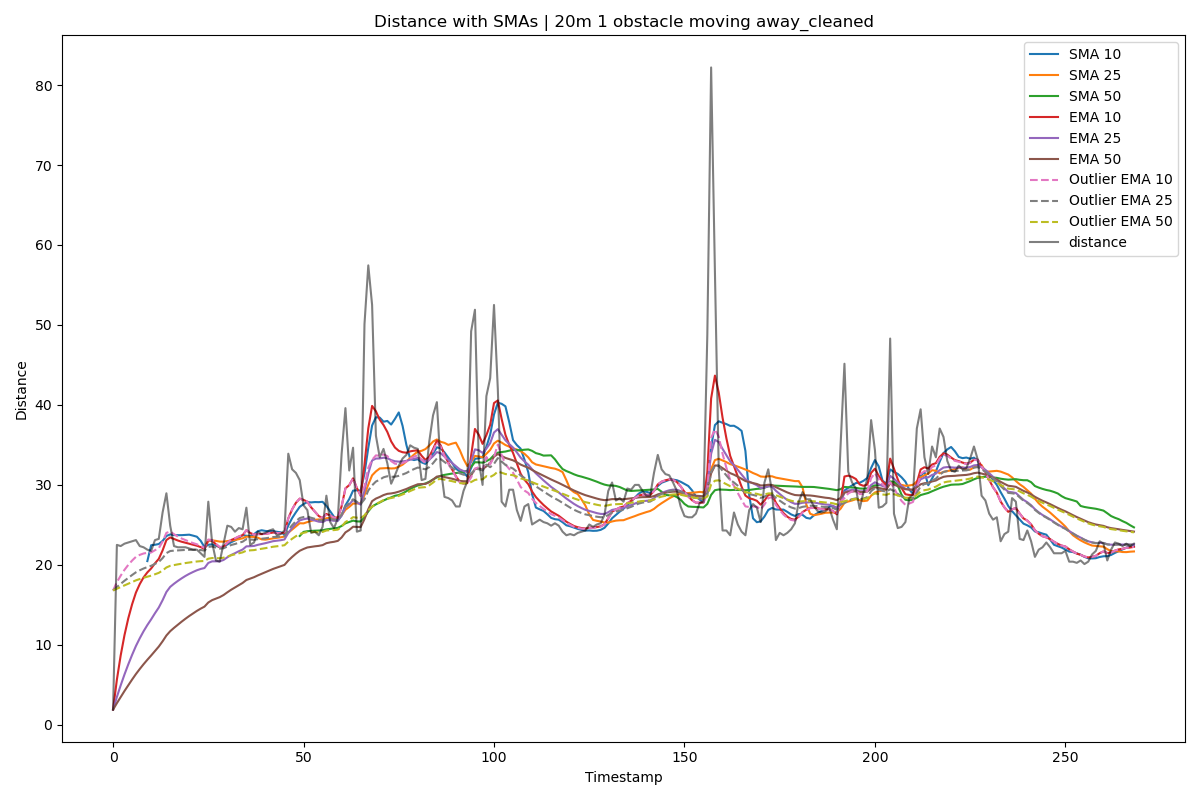 Distance with SMAs | 20m 1 obstacle moving away_cleaned
SMA 10
SMA 25
SMA 50
EMA 10
EMA 25
EMA 50
Outlier EMA 10
Outlier EMA 25
Outlier EMA 50
distance
Distance
80
70
60
50
40
30
20
10
0
0 50 100 150 200 250
Timestamp